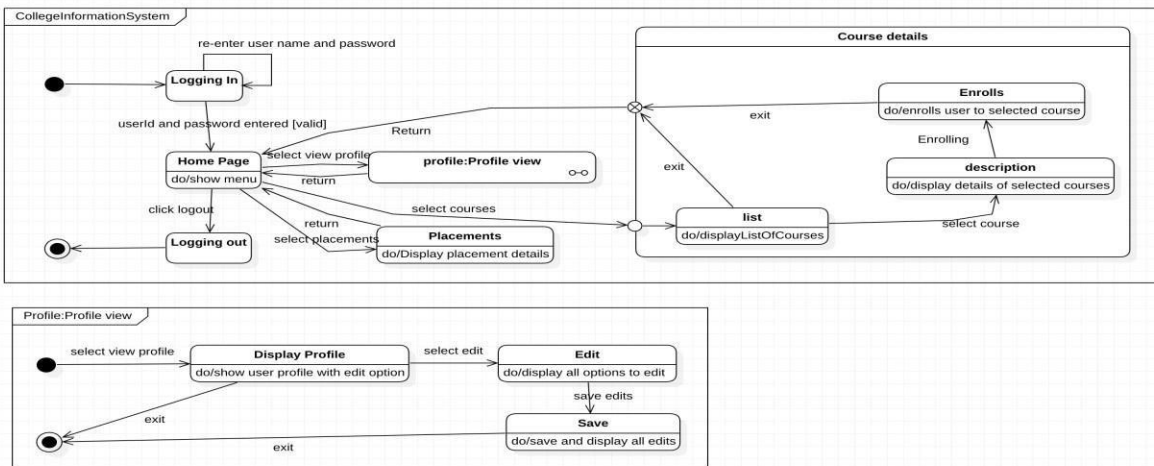 CollegeInformationSystem
re-enter user name and password
Logging In
userId and password entered [valid]
Home Page
do/show menu
select view profile
return
profile:Profile view
Return
click logout
Logging out
select courses
return
select placements
Placements
do/Display placement details
Course details
Enrolls
do/enrolls user to selected course
exit
Enrolling
exit
description
do/display details of selected courses
list
do/displayListOfCourses
select course
Profile:Profile view
select view profile
Display Profile
do/show user profile with edit option
select edit
Edit
do/display all options to edit
save edits
exit
Save
do/save and display all edits
exit